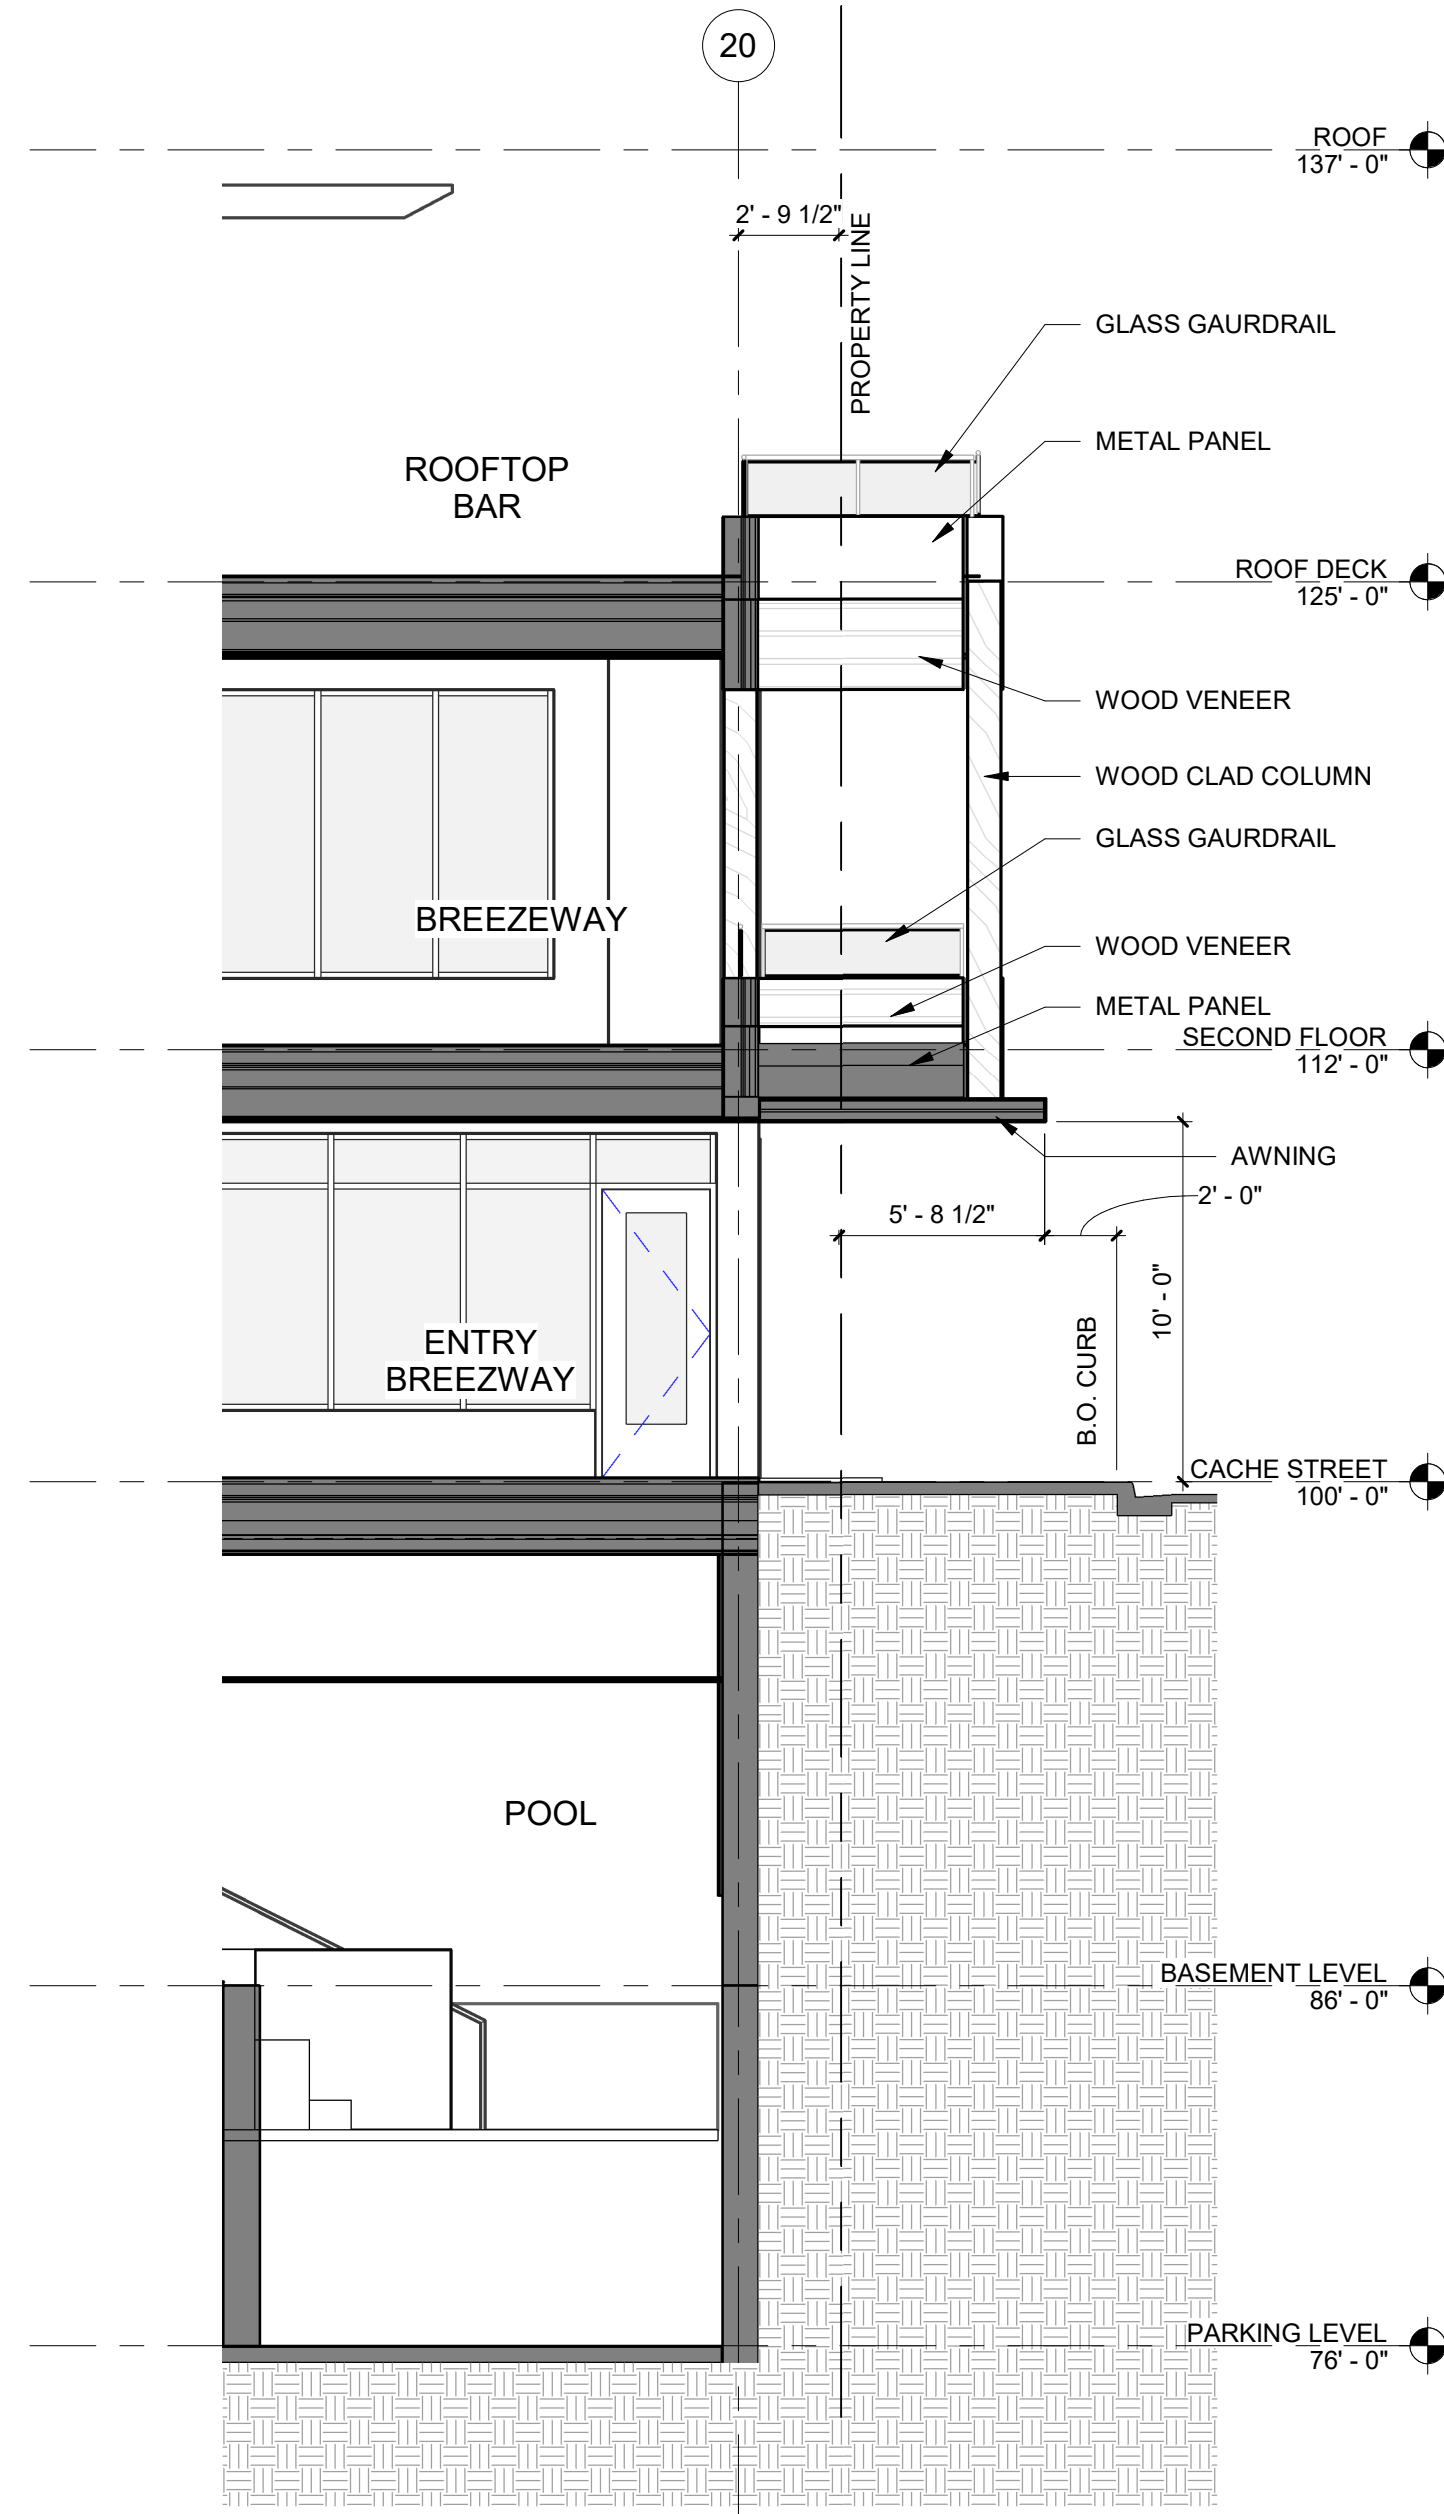 20
ROOF
137' - 0"
2' - 9 1/2"
PROPERTY LINE
GLASS GAURDRAIL
METAL PANEL
ROOFTOP
BAR
ROOF DECK
125' - 0"
WOOD VENEER
WOOD CLAD COLUMN
GLASS GAURDRAIL
BREEZEWAY
WOOD VENEER
METAL PANEL
SECOND FLOOR
112' - 0"
AWNING
2' - 0"
5' - 8 1/2"
10' - 0"
B.O. CURB
ENTRY
BREEZWAY
CACHE STREET
100' - 0"
POOL
BASEMENT LEVEL
86' - 0"
PARKING LEVEL
76' - 0"